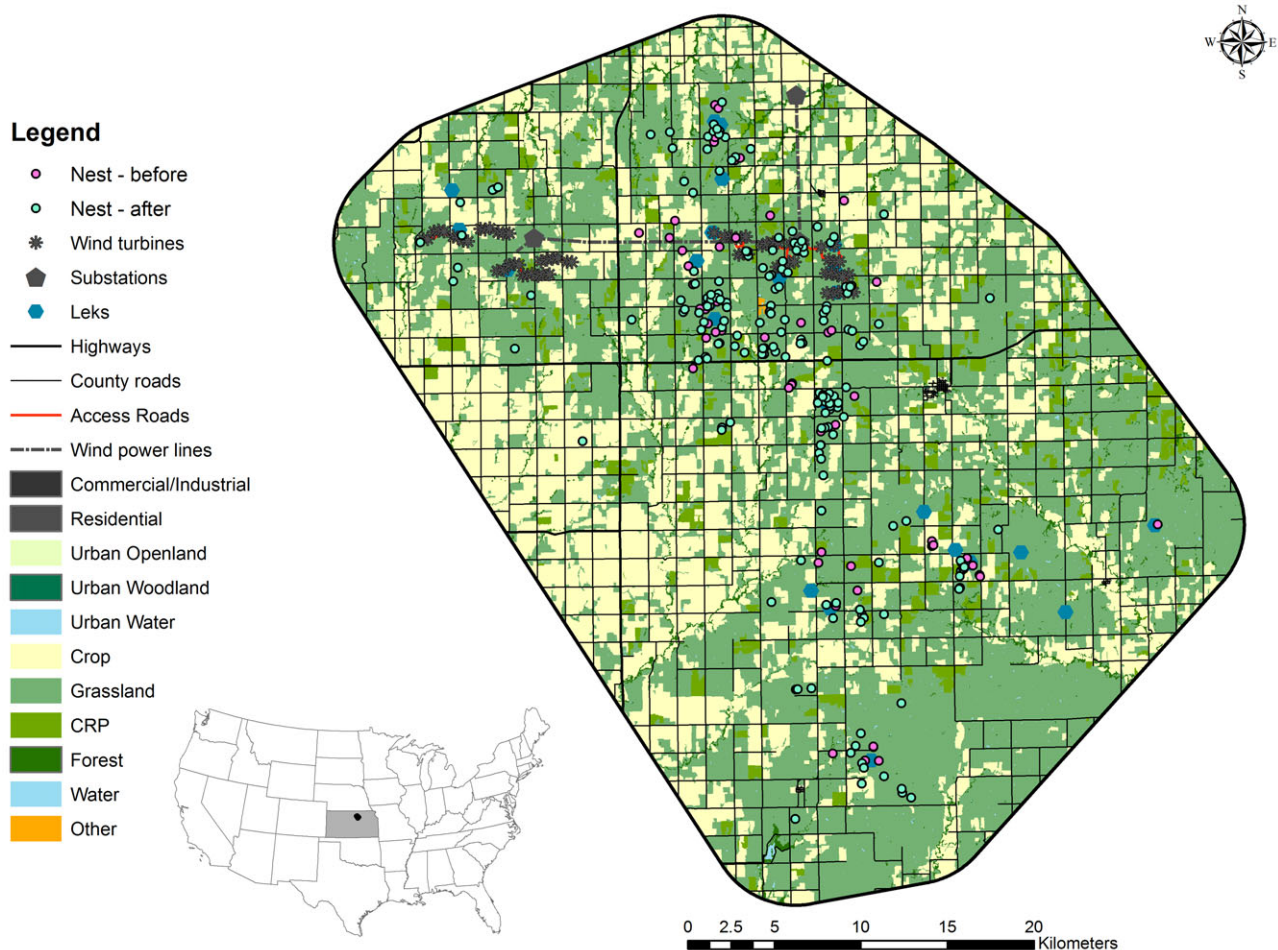 N
W E
S
Legend
Nest - before
Nest - after
Wind turbines
Substations
Leks
Highways
County roads
Access Roads
Wind power lines
Commercial/Industrial
Residential
Urban Openland
Urban Woodland
Urban Water
Crop
Grassland
CRP
Forest
Water
Other
0 2.5 5 10 15 20
Kilometers